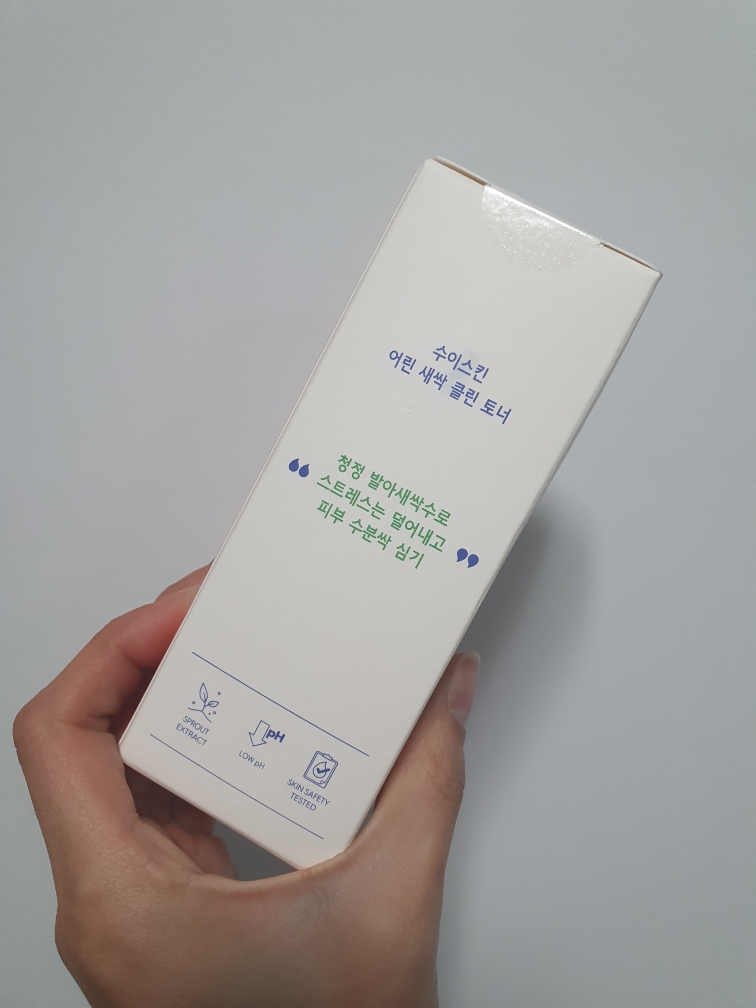 수이스킨
어린 새싹 클린 토너
“ 청정 발아새싹수로
스트레스는 덜어내고
피부 수분싹 심기 ”
SPROUT
EXTRACT
pH
LOW pH
SKIN SAFETY
TESTED